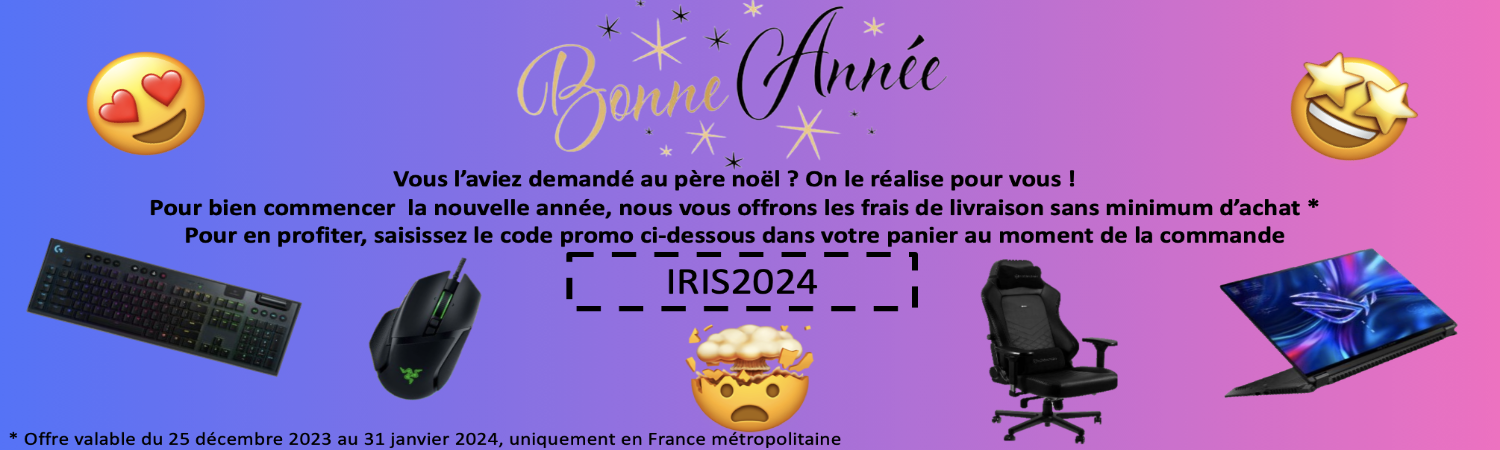 Bonne Année
Vous l’aviez demandé au père noël ? On le réalise pour vous !
Pour bien commencer  la nouvelle année, nous vous offrons les frais de livraison sans minimum d’achat *
Pour en profiter, saisissez le code promo ci-dessous dans votre panier au moment de la commande
IRIS2024
* Offre valable du 25 décembre 2023 au 31 janvier 2024, uniquement en France métropolitaine